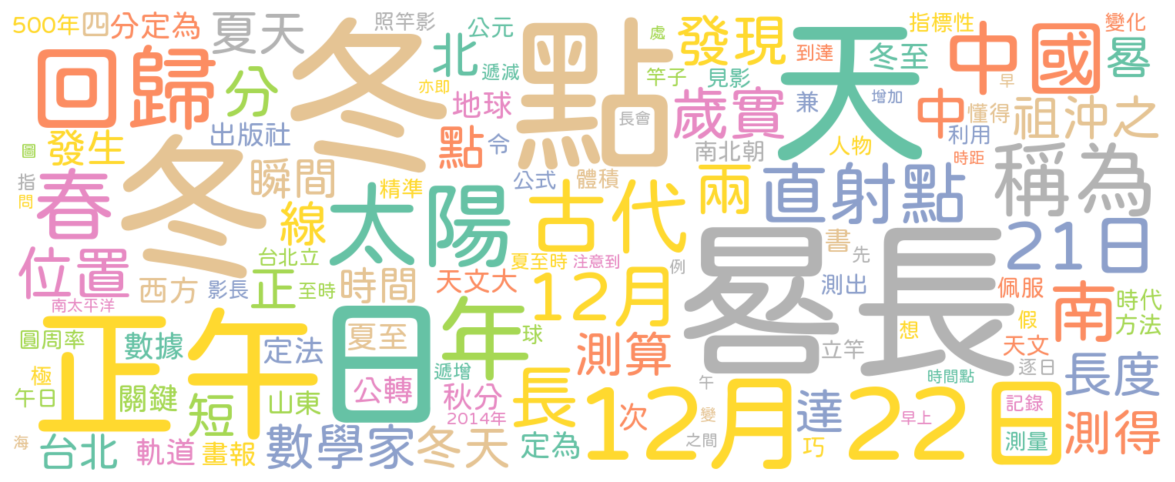 500年 四 分定為 夏天 照竿影 公元 處 發現 指標性 變化
回歸 分 冬 北 遞減 點 竿子 見影 到達 天 冬至 中國 晷
亦即 地球 歲實 兼 增加 早
發生 出版社 點 令 長會 中 懂得 祖沖之
圖 冬 瞬間 南北朝 人物 利用 時距
指 春 精準 公式 體積 兩 直射點 稱為
問 線 太陽 古代
位置 台北立 夏至時 注意到 例 晷長 書 先 21日
西方 影長 正 至時 時間 天文大 12月 測出 佩服 時代
南太平洋 年 南 方法
圓周率 正午 日 夏至 球 想 假
數據 定法 測算 立竿 天文 逐日
極 遞增 長度
午日 關鍵 短 山東 公轉 秋分 長 12月22日 午 時間點 記錄
2014年 次 變 達 早上
海 台北 軌道 畫報 數學家 冬天 定為 之間 巧 測量 測得